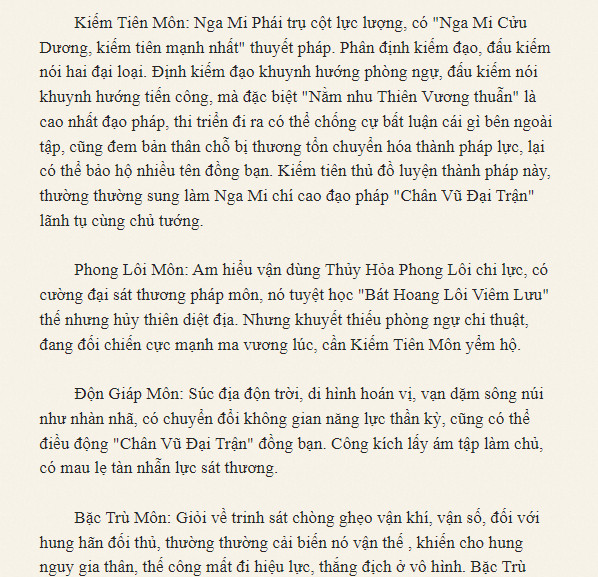 Kiếm Tiên Môn: Nga Mi Phái trụ cột lực lượng, có "Nga Mi Cửu
Dương, kiếm tiên mạnh nhất" thuyết pháp. Phân định kiếm đạo, đấu kiếm
nói hai đại loại. Định kiếm đạo khuynh hướng phòng ngự, đấu kiếm nói
khuynh hướng tiến công, mà đặc biệt "Nằm nhu Thiên Vương thuẫn" là
cao nhất đạo pháp, thi triển đi ra có thể chống cự bất luận cái gì bên ngoài
tập, cũng đem bản thân chỗ bị thương tổn chuyển hóa thành pháp lực, lại
có thể bảo hộ nhiều tên đồng bạn. Kiếm tiên thủ đồ luyện thành pháp này,
thường thường sung làm Nga Mi chí cao đạo pháp "Chân Vũ Đại Trận"
lãnh tụ cùng chủ tướng.
Phong Lôi Môn: Am hiểu vận dùng Thủy Hỏa Phong Lôi chi lực, có
cường đại sát thương pháp môn, nó tuyệt học "Bát Hoang Lôi Viêm Lưu"
thế nhưng hủy thiên diệt địa. Nhưng khuyết thiếu phòng ngự chi thuật,
đang đối chiến cực mạnh ma vương lúc, cần Kiếm Tiên Môn yểm hộ.
Độn Giáp Môn: Súc địa độn trời, di hình hoán vị, vạn dặm sông núi
như nhàn nhã, có chuyển đổi không gian năng lực thần kỳ, cũng có thể
điều động "Chân Vũ Đại Trận" đồng bạn. Công kích lấy ám tập làm chủ,
có mau lẹ tàn nhẫn lực sát thương.
Bặc Trù Môn: Giỏi về trinh sát chòng ghẹo vận khí, vận số, đối với
hung hãn đối thủ, thường thường cải biến nó vận thế , khiến cho hung
nguy gia thân, thế công mất đi hiệu lực, thắng địch ở vô hình. Bặc Trù